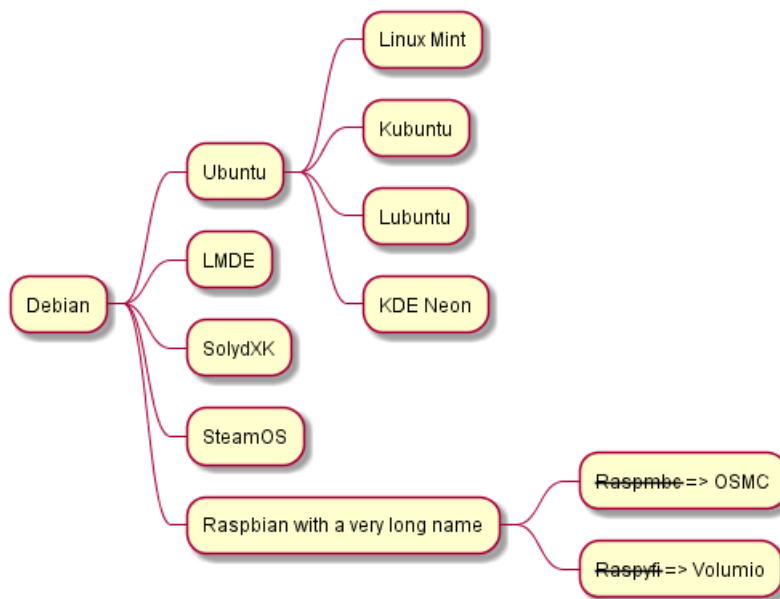 Debian
Ubuntu
Linux Mint
Kubuntu
Lubuntu
KDE Neon
LMDE
SolydXK
SteamOS
Raspbian with a very long name
Raspmbc => OSMC
Raspyfi => Volumio